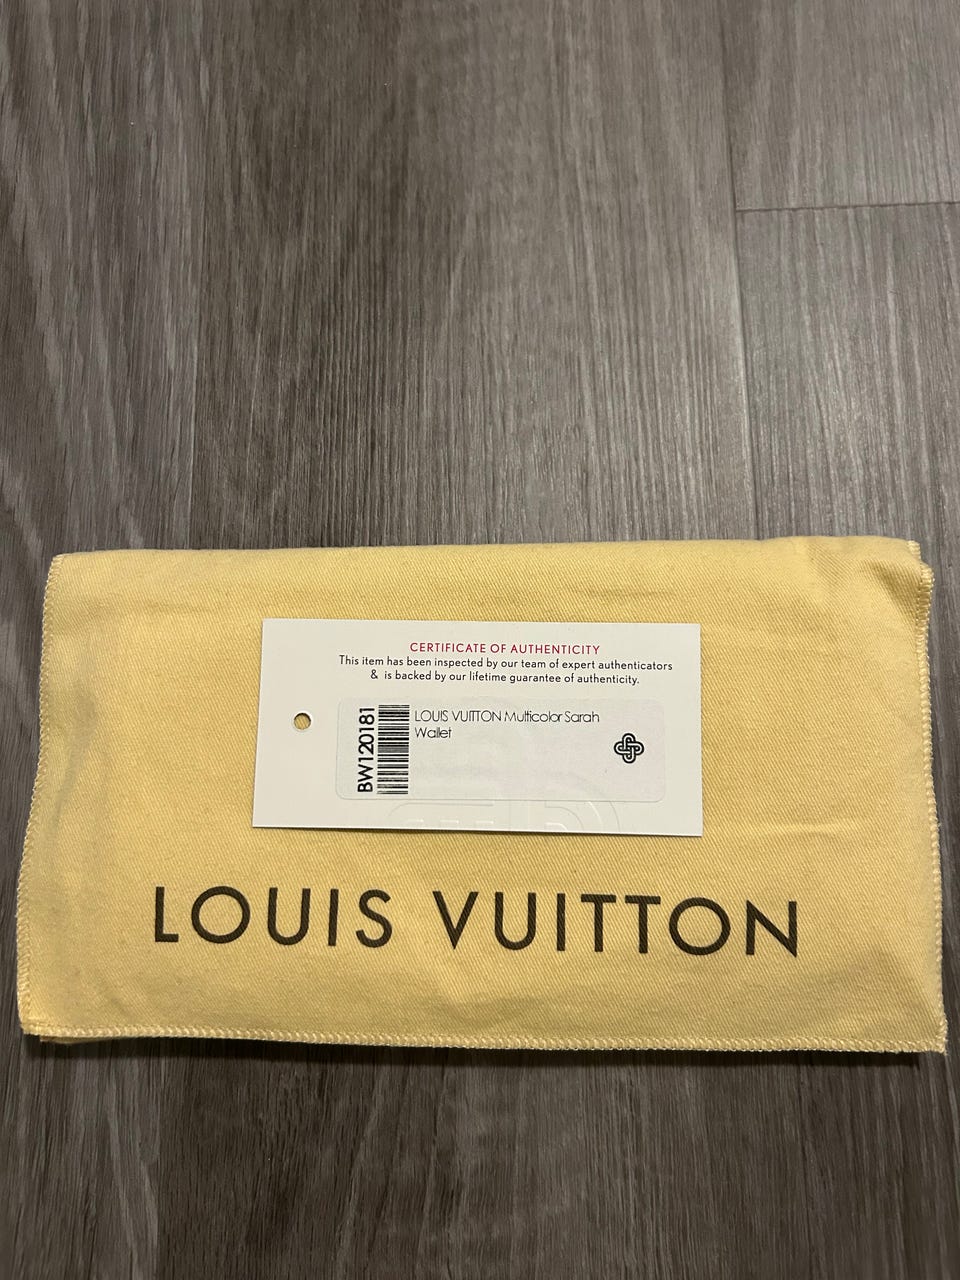 CERTIFICATE OF AUTHENTICITY
This item has been inspected by our team of expert authenticators
& is backed by our lifetime guarantee of authenticity.
BW120181
LOUIS VUITTON Multicolor Sarah
Wallet
LOUIS VUITTON